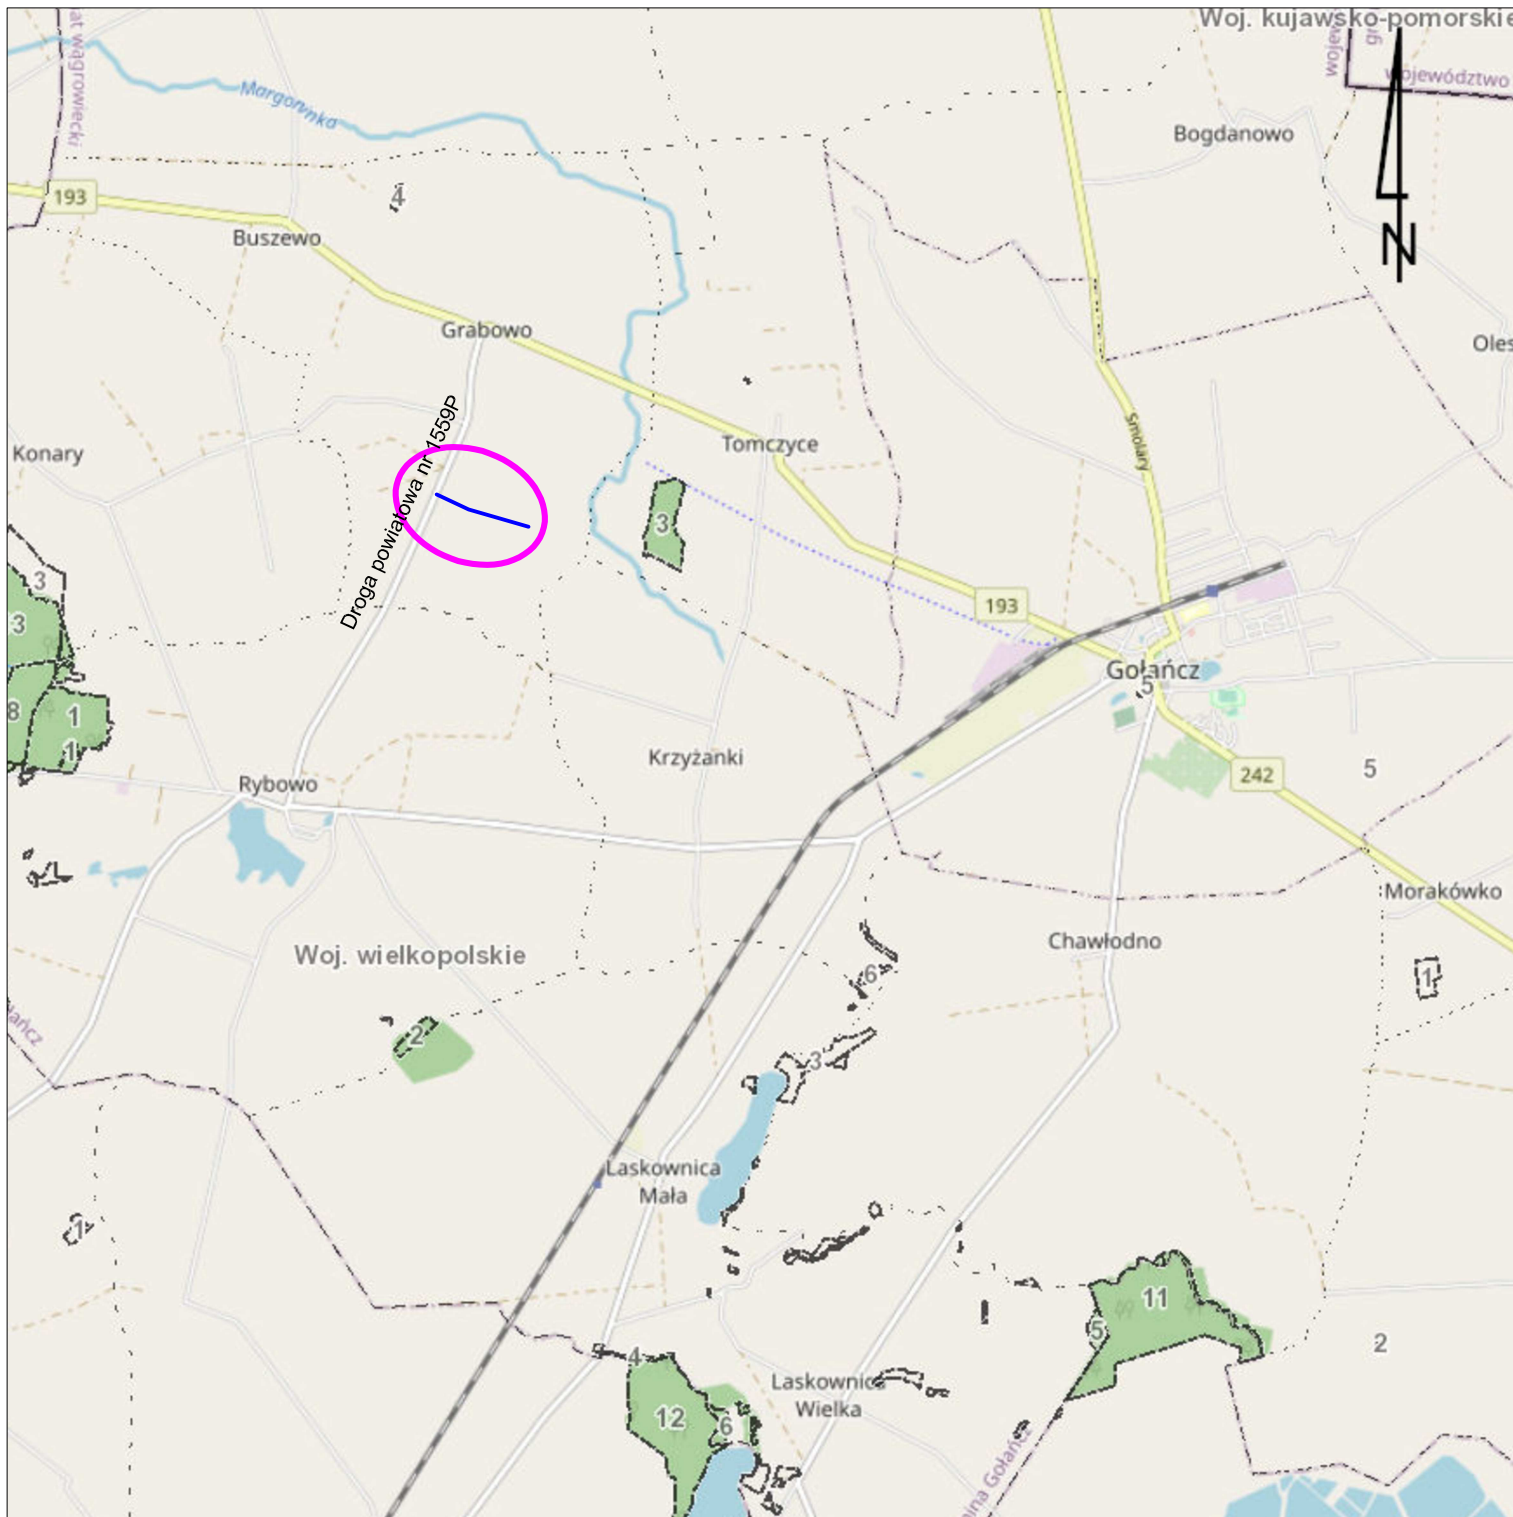 Woj. kujawsko-pomorskie
województwo
Margoninka
Bogdanowo
193
4
Buszewo
N
Grabowo
Oles
Droga powiatowa nr 1559P
Smolary
Konary
Tomczyce
3
3
3
193
Gołańcz
5
8
1
1
Krzyżanki
Rybowo
242
5
Morakówko
Woj. wielkopolskie
Chawłodno
6
1
2
3
Laskownica
Mała
1
11
5
2
4
Laskownica
Wielka
12
6